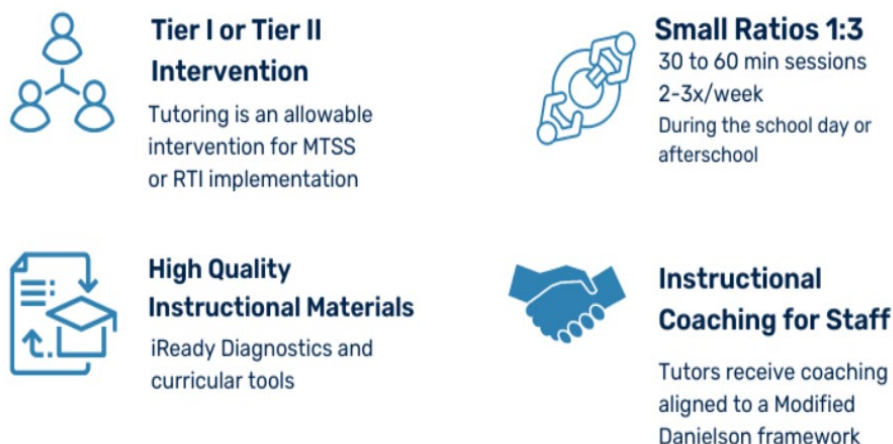 Tier I or Tier II
Intervention
Tutoring is an allowable
intervention for MTSS
or RTI implementation
Small Ratios 1:3
30 to 60 min sessions
2-3x/week
During the school day or
afterschool
High Quality
Instructional Materials
iReady Diagnostics and
curricular tools
Instructional
Coaching for Staff
Tutors receive coaching
aligned to a Modified
Danielson framework